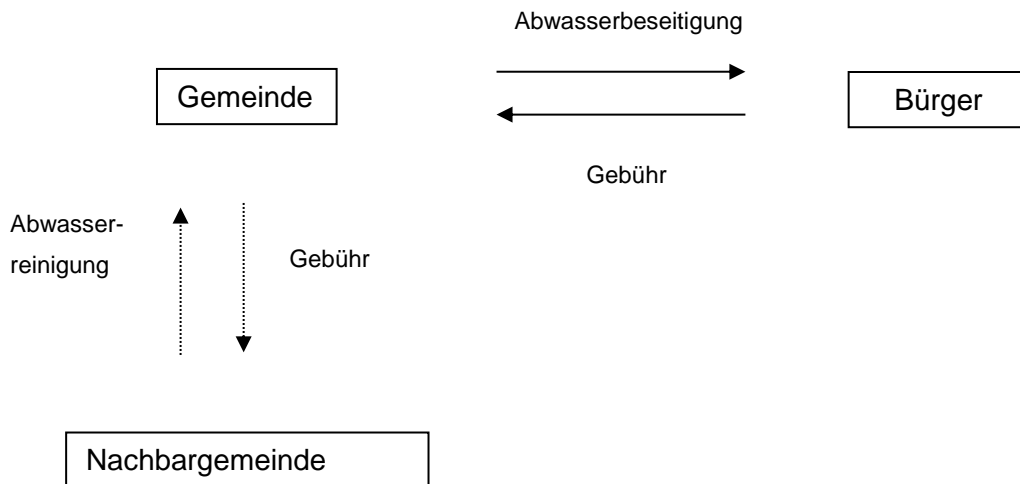 Abwasserbeseitigung
Gemeinde
Bürger
Gebühr
Abwasser-
reinigung
Gebühr
Nachbargemeinde